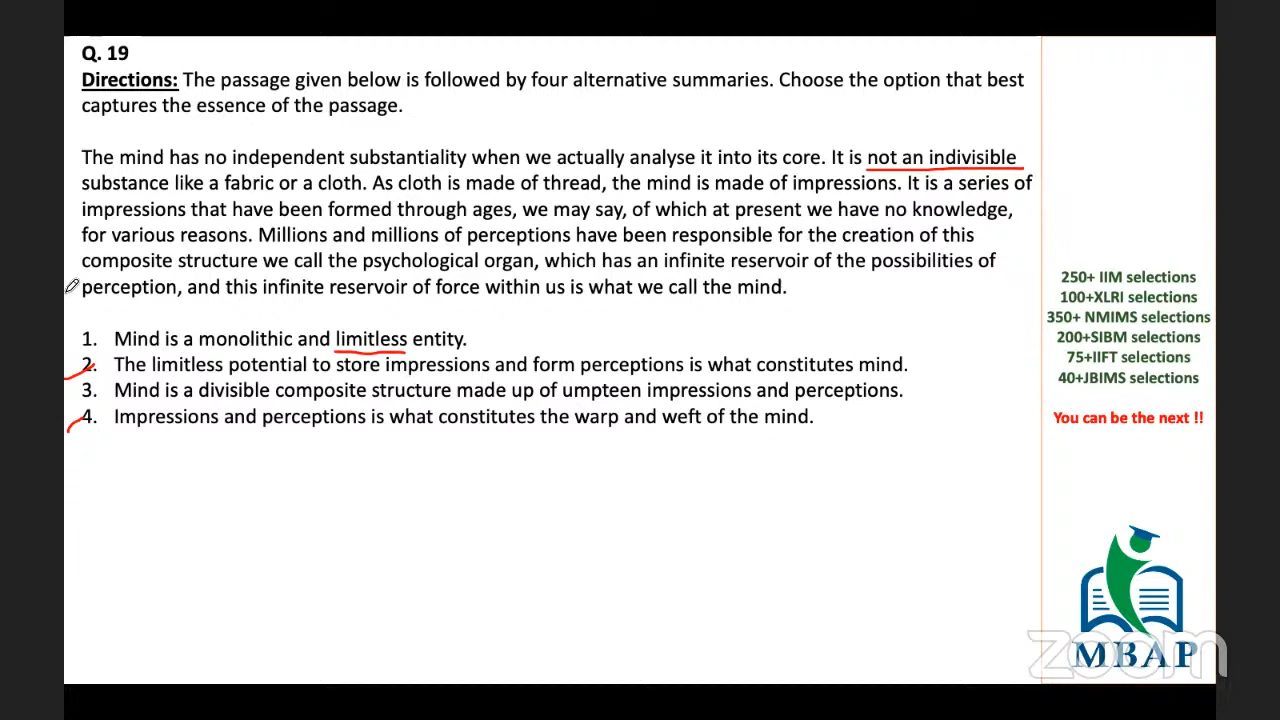 Q. 19
Directions: The passage given below is followed by four alternative summaries. Choose the option that best
captures the essence of the passage.
The mind has no independent substantiality when we actually analyse it into its core. It is not an indivisible
substance like a fabric or a cloth. As cloth is made of thread, the mind is made of impressions. It is a series of
impressions that have been formed through ages, we may say, of which at present we have no knowledge,
for various reasons. Millions and millions of perceptions have been responsible for the creation of this
composite structure we call the psychological organ, which has an infinite reservoir of the possibilities of
perception, and this infinite reservoir of force within us is what we call the mind.
1. Mind is a monolithic and limitless entity.
2. The limitless potential to store impressions and form perceptions is what constitutes mind.
3. Mind is a divisible composite structure made up of umpteen impressions and perceptions.
4. Impressions and perceptions is what constitutes the warp and weft of the mind.
250+ IIM selections
100+XLRI selections
350+ NMIMS selections
200+SIBM selections
75+IIFT selections
40+JBIMS selections
You can be the next !!
zoom
MBAP